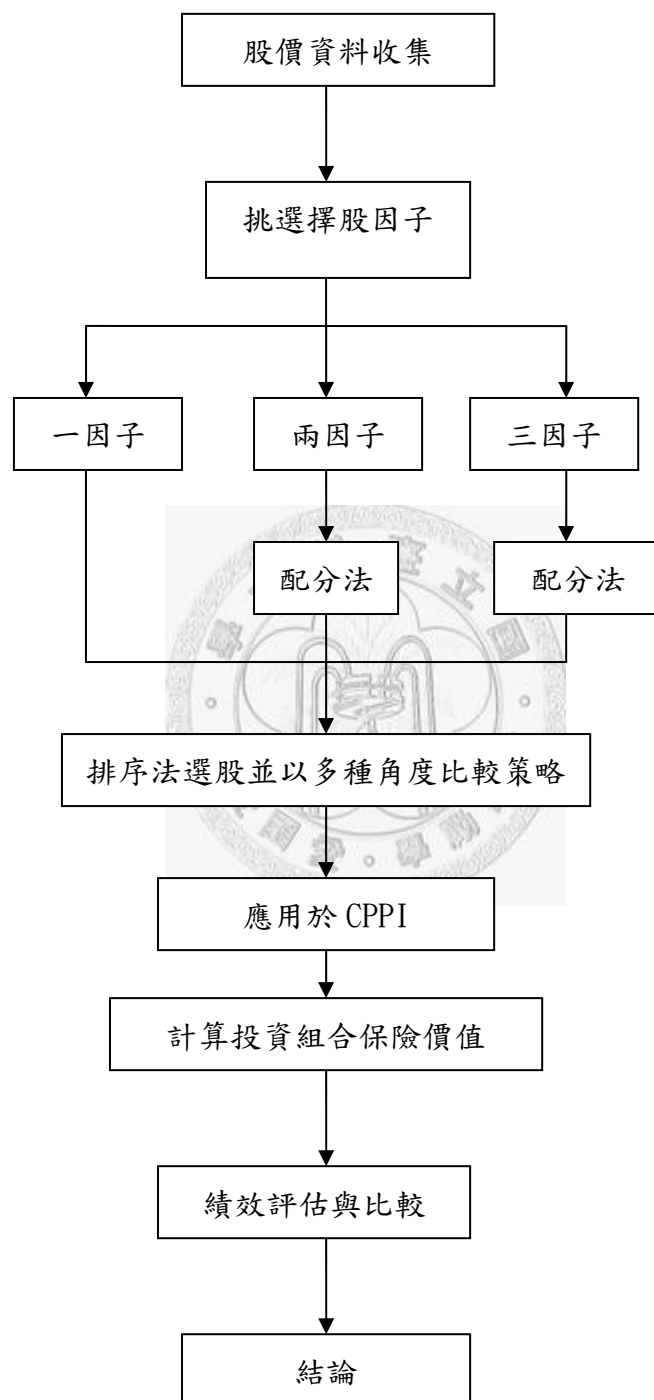 股價資料收集
挑選擇股因子
一因子
兩因子
三因子
配分法
配分法
排序法選股並以多種角度比較策略
應用於 CPPI
計算投資組合保險價值
績效評估與比較
結論